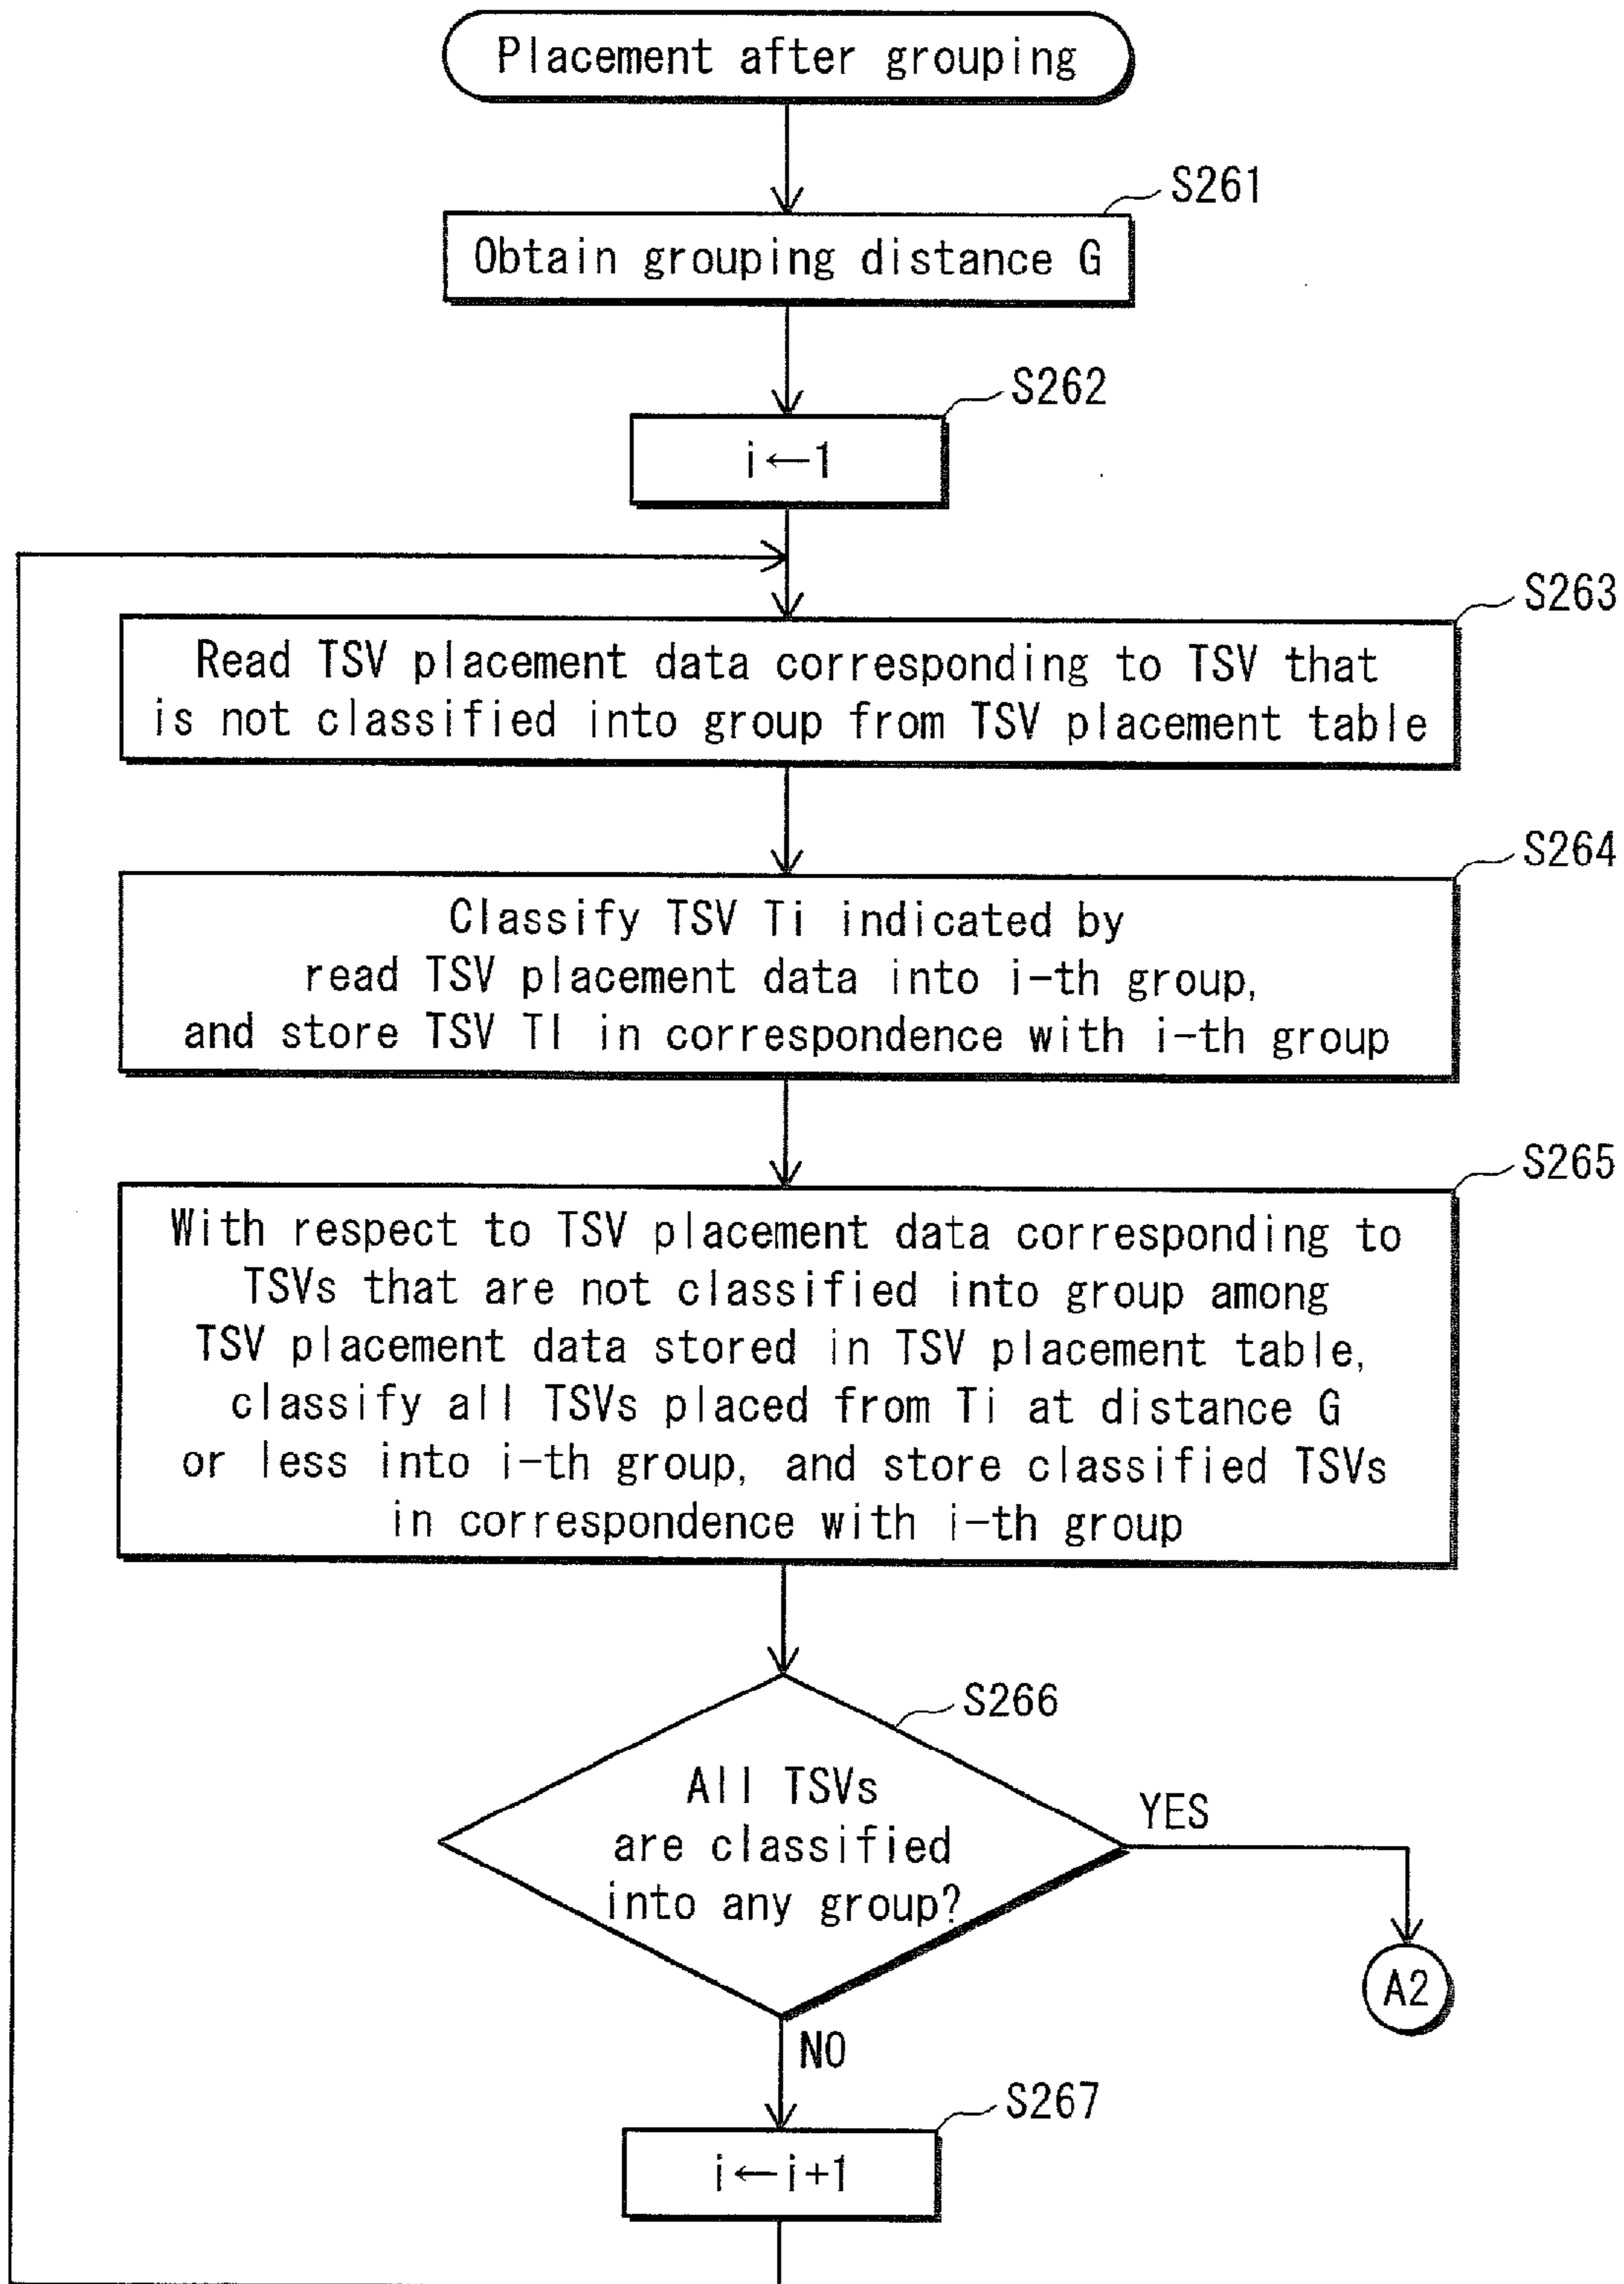 Placement after grouping
S261
Obtain grouping distance G
S262
i←1
S263
Read TSV placement data corresponding to TSV that
is not classified into group from TSV placement table
S264
Classify TSV Ti indicated by
read TSV placement data into i-th group,
and store TSV TI in correspondence with i-th group
S265
With respect to TSV placement data corresponding to
TSVs that are not classified into group among
TSV placement data stored in TSV placement table,
classify all TSVs placed from Ti at distance G
or less into i-th group, and store classified TSVs
in correspondence with i-th group
S266
All TSVs
are classified
into any group?
YES
A2
NO
S267
i←i+1